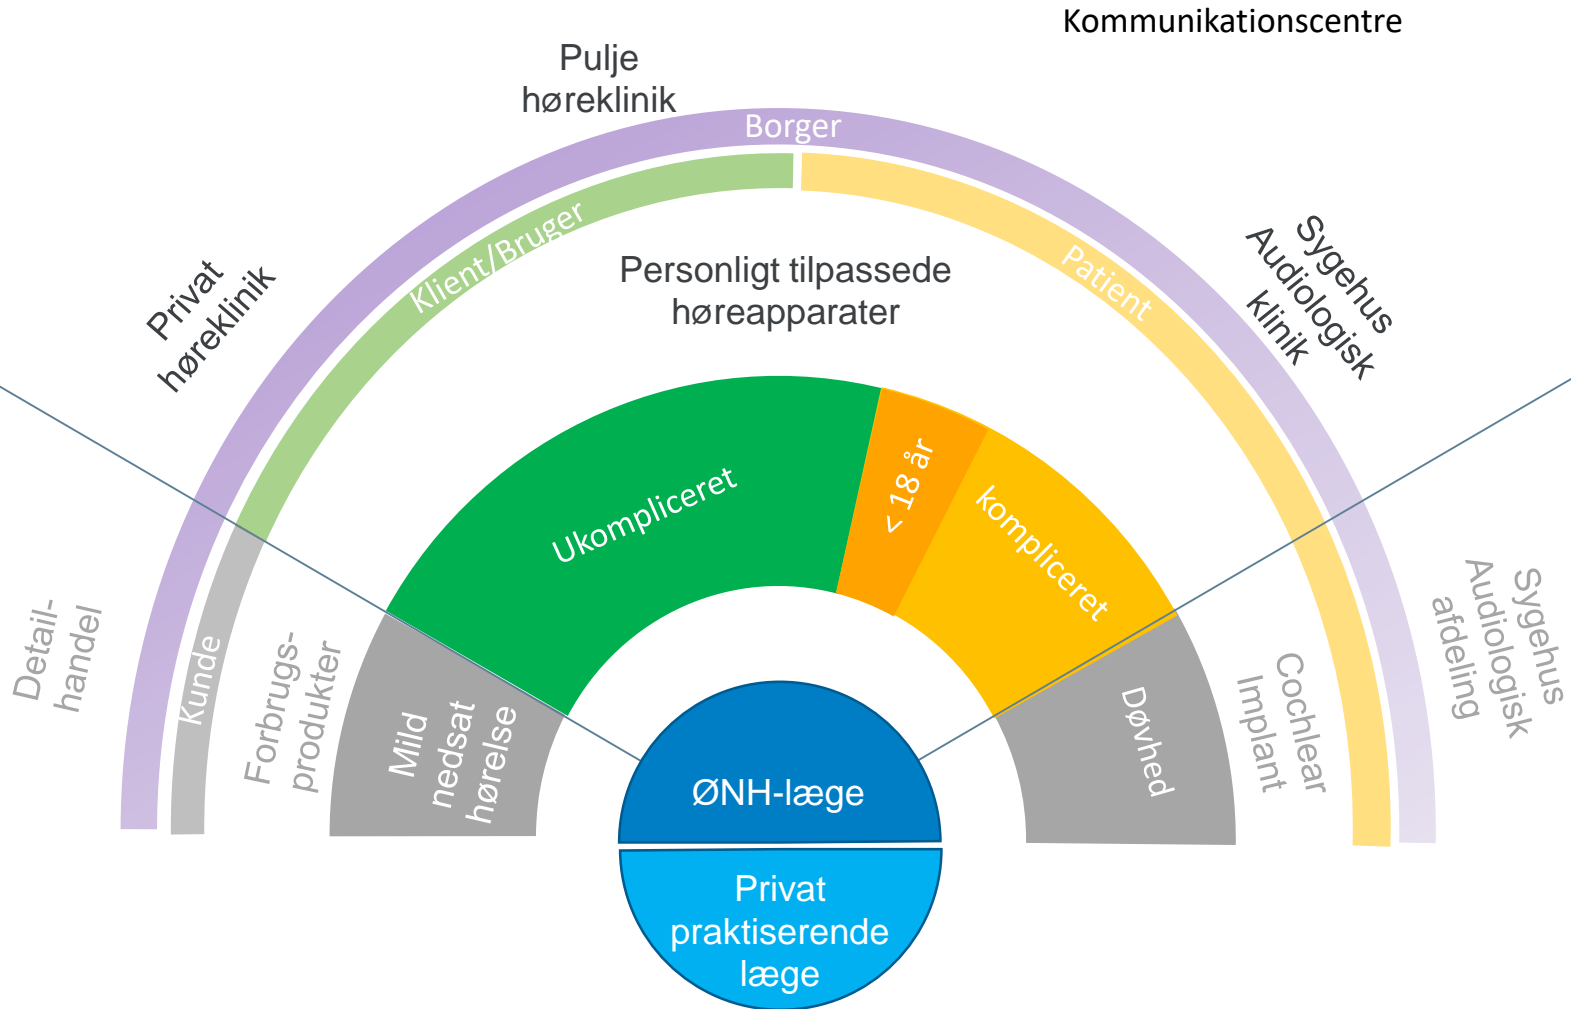 Kommunikationscentre
Pulje
høreklinik
Borger
Privat
høreklinik
Klient/Bruger
Personligt tilpassede
høreapparater
Patient
Sygehus
Audiologisk
klinik
Ukompliceret
< 18 år
kompliceret
Detail-
handel
Kunde
Forbrugs-
produkter
Mild
nedsat
hørelse
Døvhed
Cochlear
Implant
Sygehus
Audiologisk
afdeling
ØNH-læge
Privat
praktiserende
læge